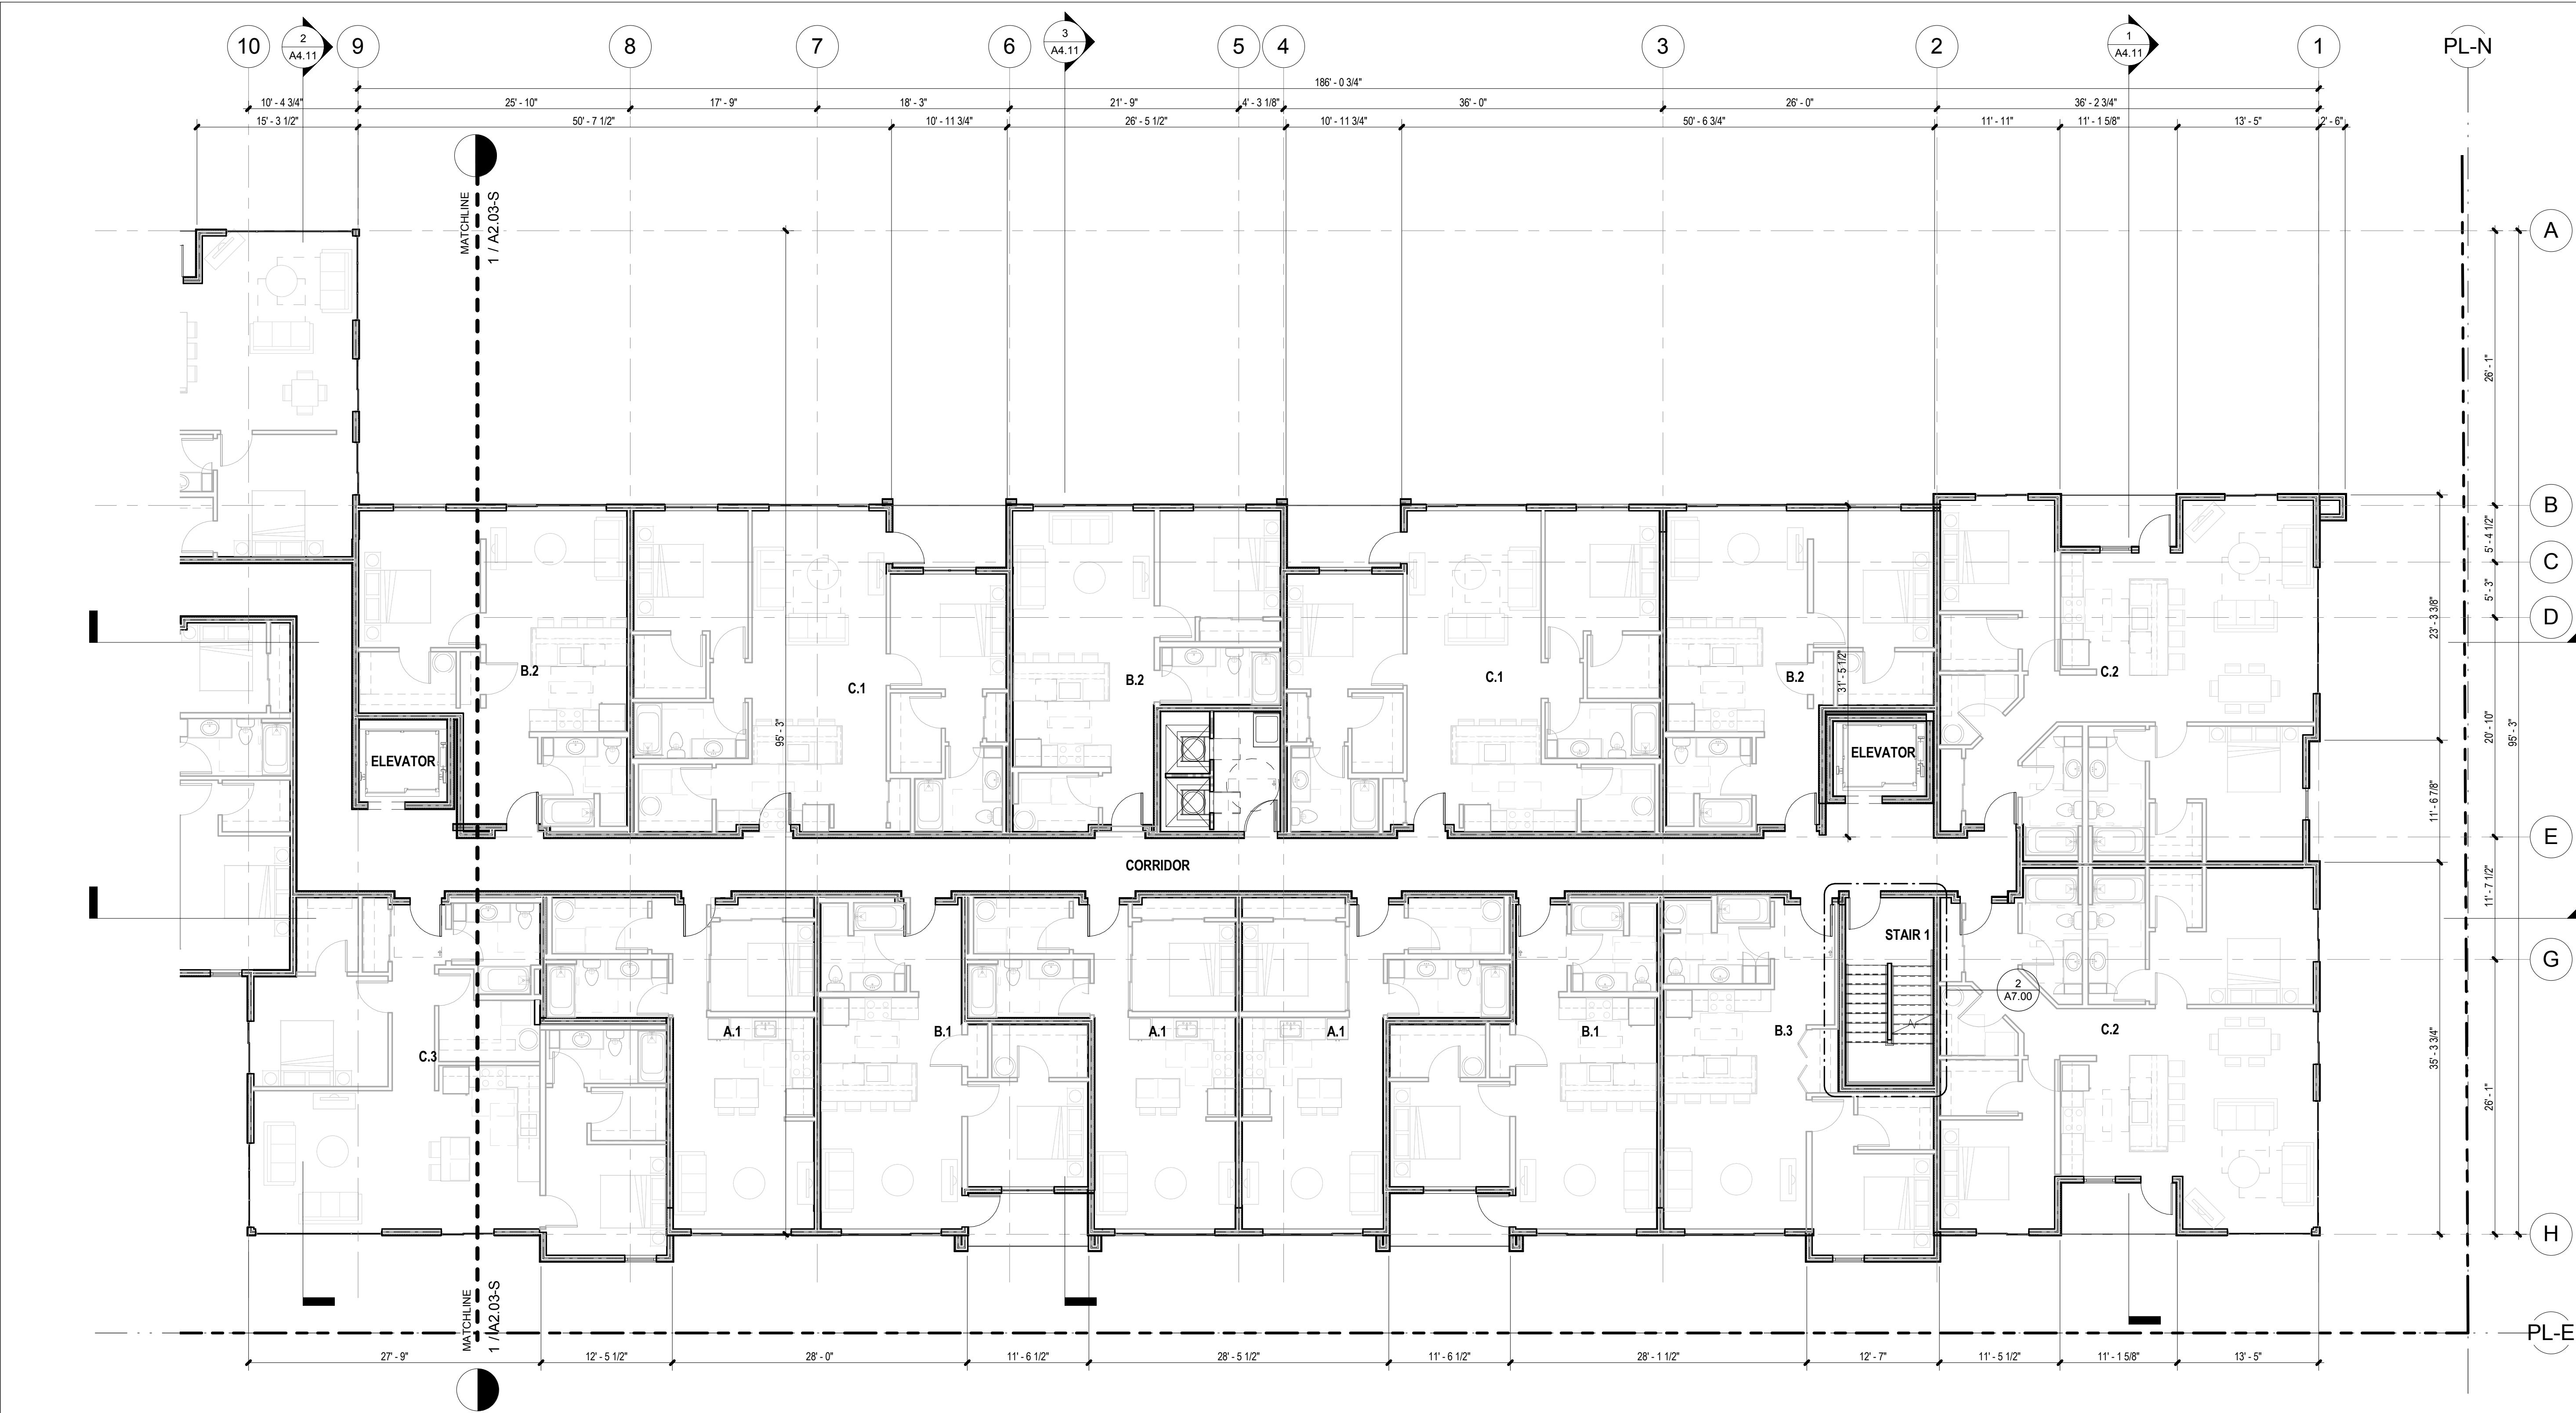 10
2
A4.11
9
8
7
6
3
A4.11
5
4
3
2
1
A4.11
1
PL-N
186' - 0 3/4"
10' - 4 3/4"
25' - 10"
17' - 9"
18' - 3"
21' - 9"
4' - 3 1/8"
36' - 0"
26' - 0"
36' - 2 3/4"
15' - 3 1/2"
50' - 7 1/2"
10' - 11 3/4"
26' - 5 1/2"
10' - 11 3/4"
50' - 6 3/4"
11' - 11"
11' - 1 5/8"
13' - 5"
2' - 6"
MATCHLINE
1 / A2.03-S
A
26' - 1"
B
5' - 4 1/2"
C
5' - 3"
D
23' - 3 3/8"
B.2
C.1
B.2
C.1
B.2
31' - 5 1/2"
C.2
95' - 3"
20' - 10"
95' - 3"
ELEVATOR
ELEVATOR
11' - 6 7/8"
E
CORRIDOR
11' - 7 1/2"
STAIR 1
G
2
A7.00
C.3
A.1
B.1
A.1
A.1
B.1
B.3
C.2
35' - 3 3/4"
26' - 1"
H
MATCHLINE
1 / A2.03-S
PL-E
27' - 9"
12' - 5 1/2"
28' - 0"
11' - 6 1/2"
28' - 5 1/2"
11' - 6 1/2"
28' - 1 1/2"
12' - 7"
11' - 5 1/2"
11' - 1 5/8"
13' - 5"